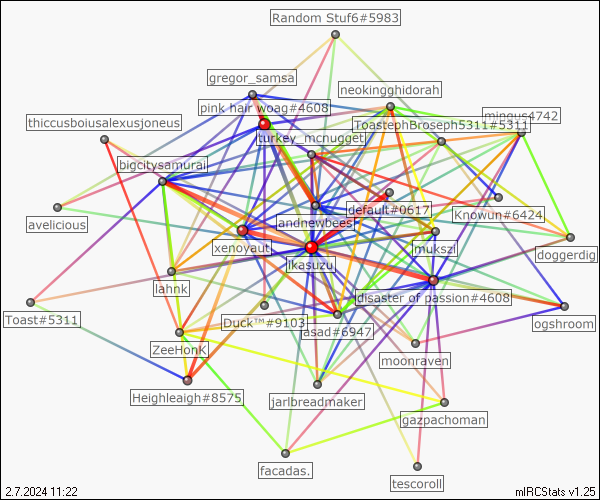 Random Stuf6#5983
gregor_samsa
neokingghidorah
pink hair woag#4608
mingus4742
thiccusboiusalexusjoneus
ToastephBroseph5311#5311
turkey_mcnugget
bigcitysamurai
default#0617
avelicious
andnewbees
Knowun#6424
xenoyaut
mukszi
doggerdig
ikasuzu
lahnk
disaster of passion#4608
Toast#5311
Duck™#9103
asad#6947
ogshroom
ZeeHonk
moonraven
Heighleigh#8575
jarlbreadmaker
gazpachoman
facadas.
tescoroll
2.7.2024 11:22
mIRCStats v1.25